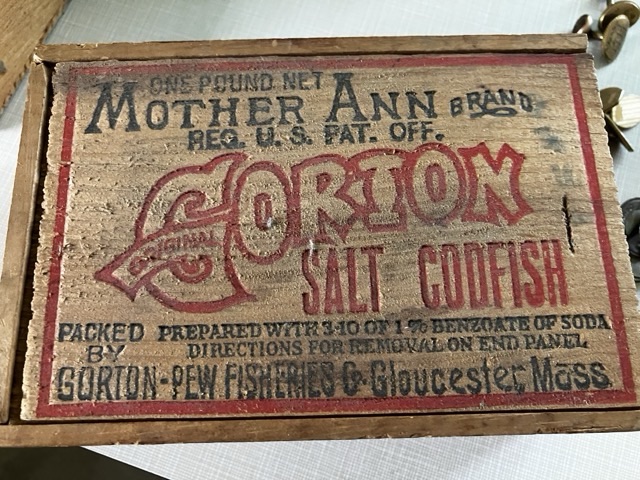 ONE POUND NET
MOTHER ANN BRAND
REG. U. S. PAT. OFF.
GORTON
ORIGINAL
SALT CODFISH
PACKED BY
PREPARED WITH 3-10 OF 1% BENZOATE OF SODA
DIRECTIONS FOR REMOVAL ON END PANEL
GORTON-PEW FISHERIES Co Gloucester, Mass.